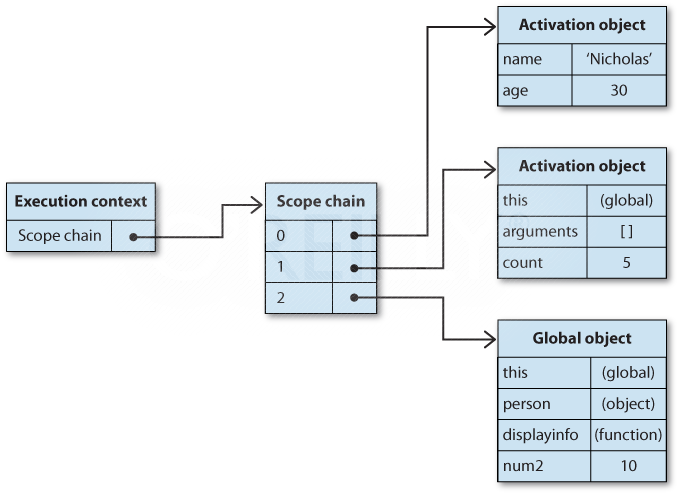 Activation object
name 'Nicholas'
age 30
Activation object
this (global)
arguments [ ]
count 5
Execution context
Scope chain
Scope chain
0
1
2
Global object
this (global)
person (object)
displayinfo (function)
num2 10
O'REILLY®